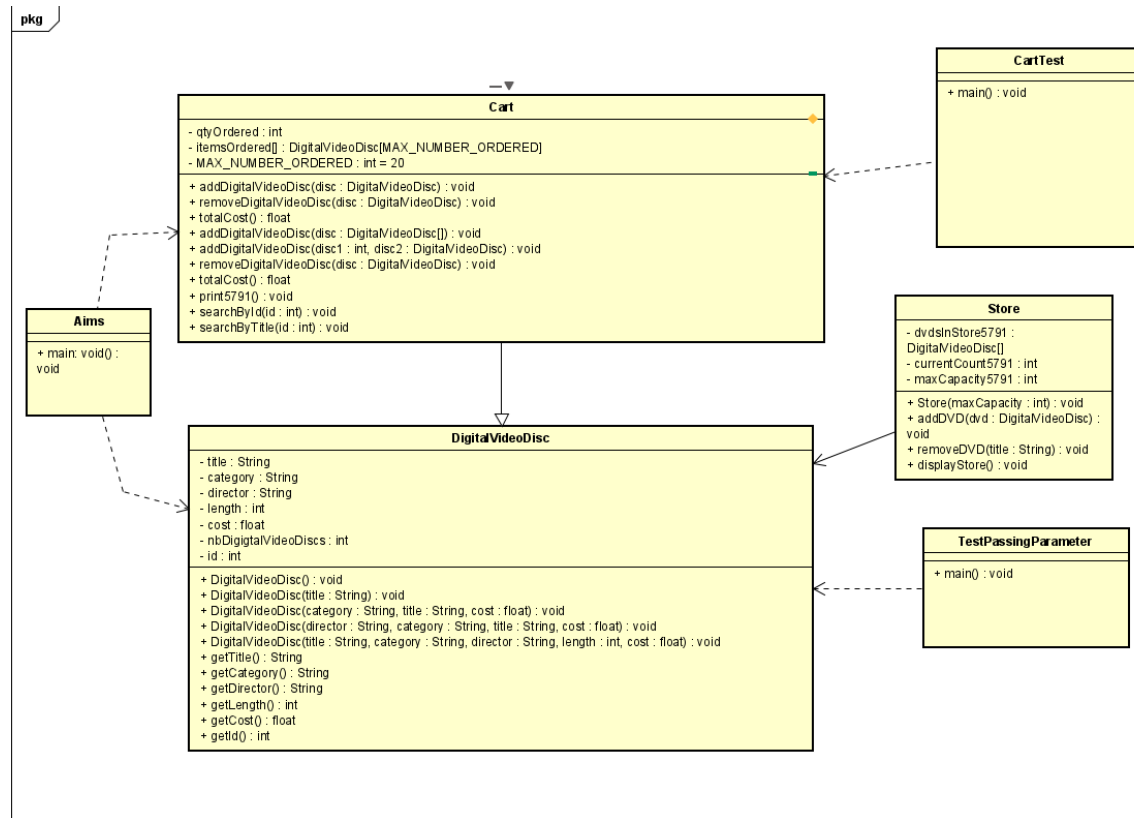 pkg
Cart
- qtyOrdered : int
- itemsOrdered[] : DigitalVideoDisc[MAX_NUMBER_ORDERED]
- MAX_NUMBER_ORDERED : int = 20
+ addDigitalVideoDisc(disc : DigitalVideoDisc) : void
+ removeDigitalVideoDisc(disc : DigitalVideoDisc) : void
+ totalCost() : float
+ addDigitalVideoDisc(disc : DigitalVideoDisc[]) : void
+ addDigitalVideoDisc(disc1 : int, disc2 : DigitalVideoDisc) : void
+ removeDigitalVideoDisc(disc : DigitalVideoDisc) : void
+ totalCost() : float
+ print5791() : void
+ searchById(id : int) : void
+ searchByTitle(id : int) : void
CartTest
+ main() : void
Aims
+ main: void() :
void
Store
- dvdsInStore5791 :
DigitalVideoDisc[]
- currentCount5791 : int
- maxCapacity5791 : int
+ Store(maxCapacity : int) : void
+ addDVD(dvd : DigitalVideoDisc) :
void
+ removeDVD(title : String) : void
+ displayStore() : void
DigitalVideoDisc
- title : String
- category : String
- director : String
- length : int
- cost : float
- nbDigigtalVideoDiscs : int
- id : int
+ DigitalVideoDisc() : void
+ DigitalVideoDisc(title : String) : void
+ DigitalVideoDisc(category : String, title : String, cost : float) : void
+ DigitalVideoDisc(director : String, category : String, title : String, cost : float) : void
+ DigitalVideoDisc(title : String, category : String, director : String, length : int, cost : float) : void
+ getTitle() : String
+ getCategory() : String
+ getDirector() : String
+ getLength() : int
+ getCost() : float
+ getId() : int
TestPassingParameter
+ main() : void